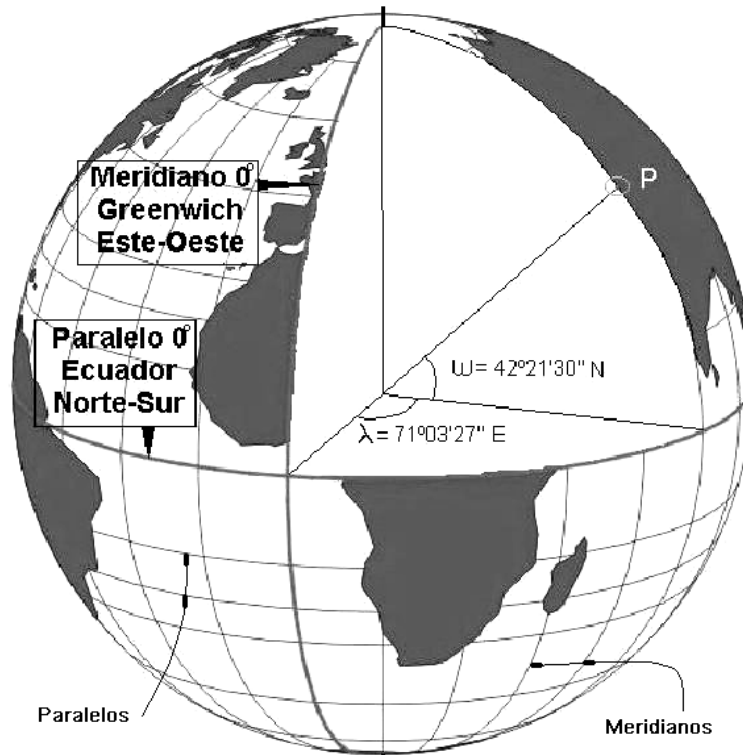 Meridiano 0°
Greenwich
Este-Oeste
P
Paralelo 0°
Ecuador
Norte-Sur
ω= 42º21'30" N
λ= 71º03'27" E
Paralelos
Meridianos